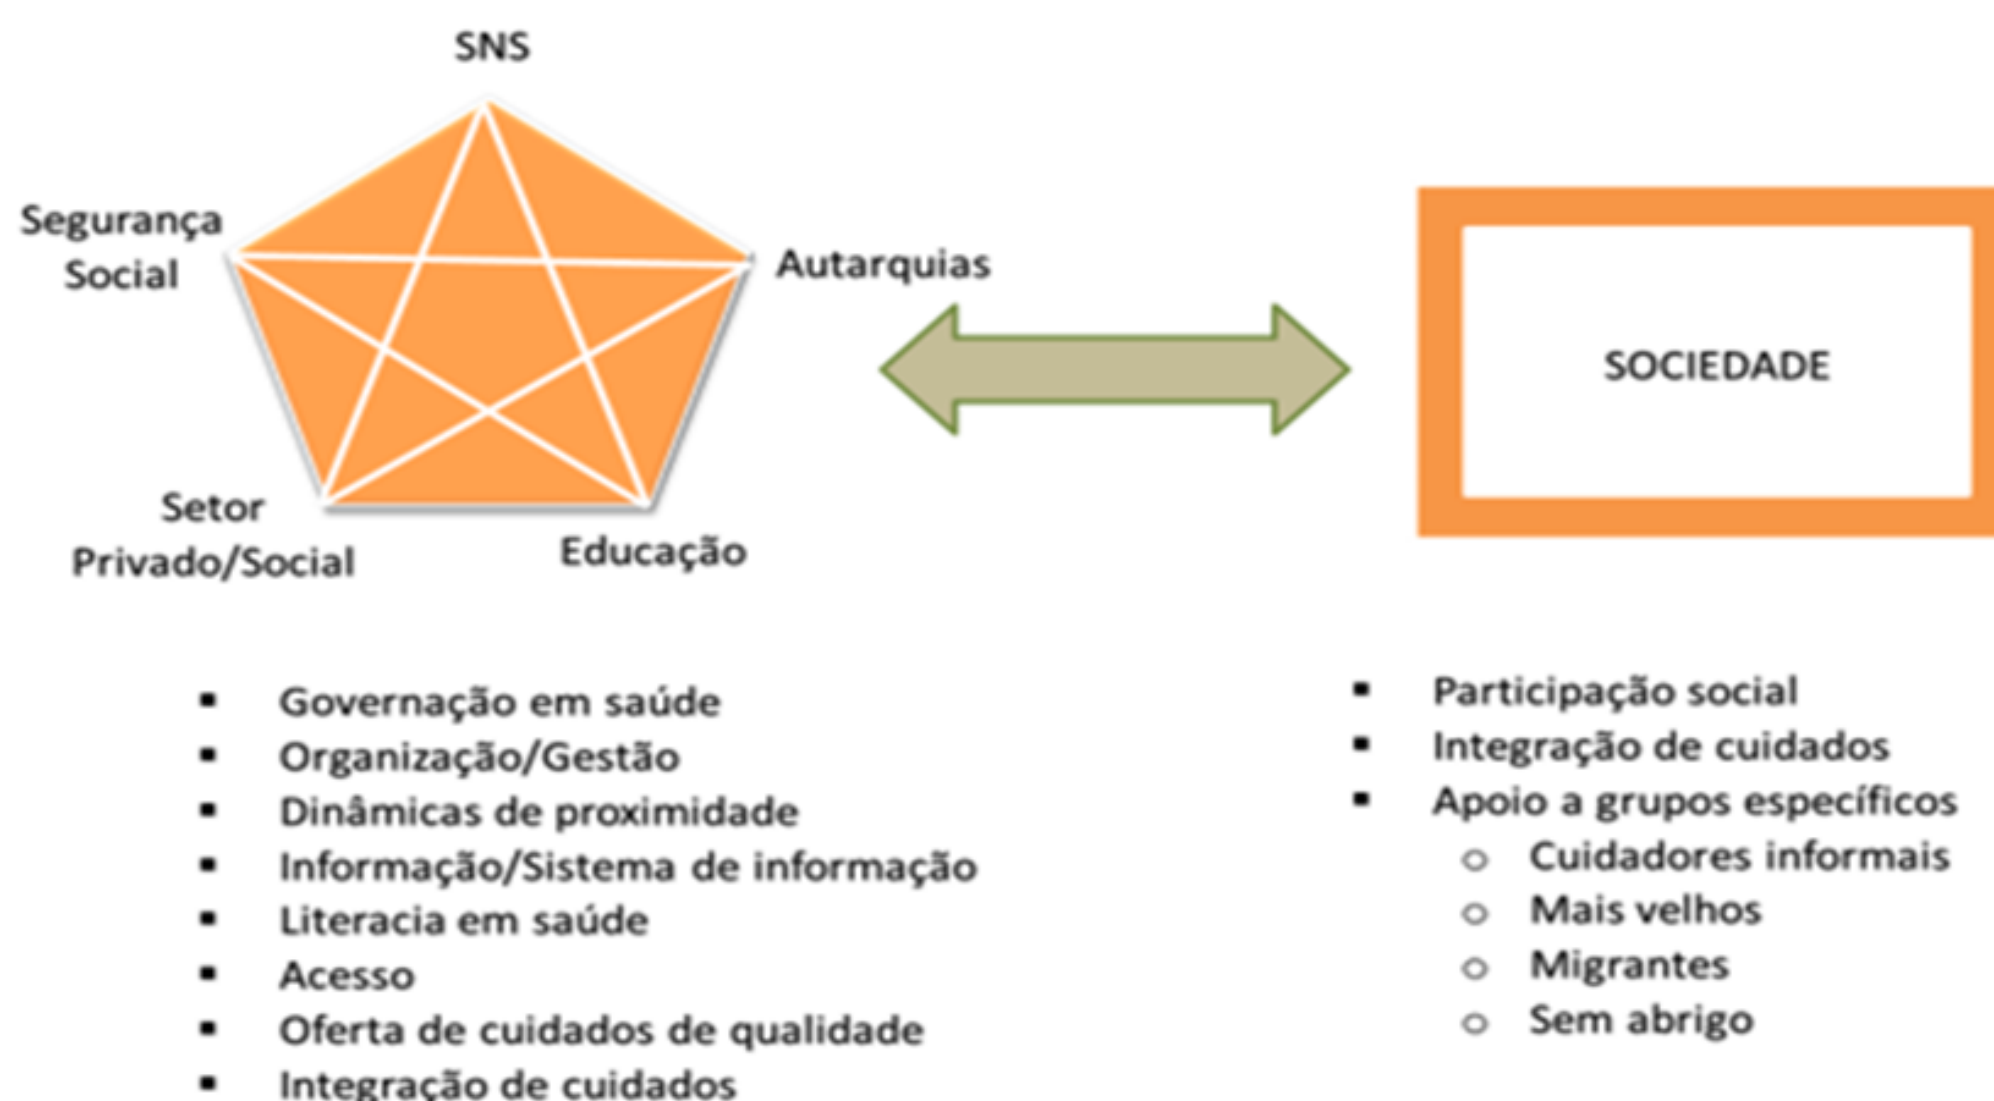 SNS
Segurança
Social
Autarquias
Setor
Privado/Social
Educação
SOCIEDADE
▪ Governação em saúde
▪ Organização/Gestão
▪ Dinâmicas de proximidade
▪ Informação/Sistema de informação
▪ Literacia em saúde
▪ Acesso
▪ Oferta de cuidados de qualidade
▪ Integração de cuidados
▪ Participação social
▪ Integração de cuidados
▪ Apoio a grupos específicos
o Cuidadores informais
o Mais velhos
o Migrantes
o Sem abrigo